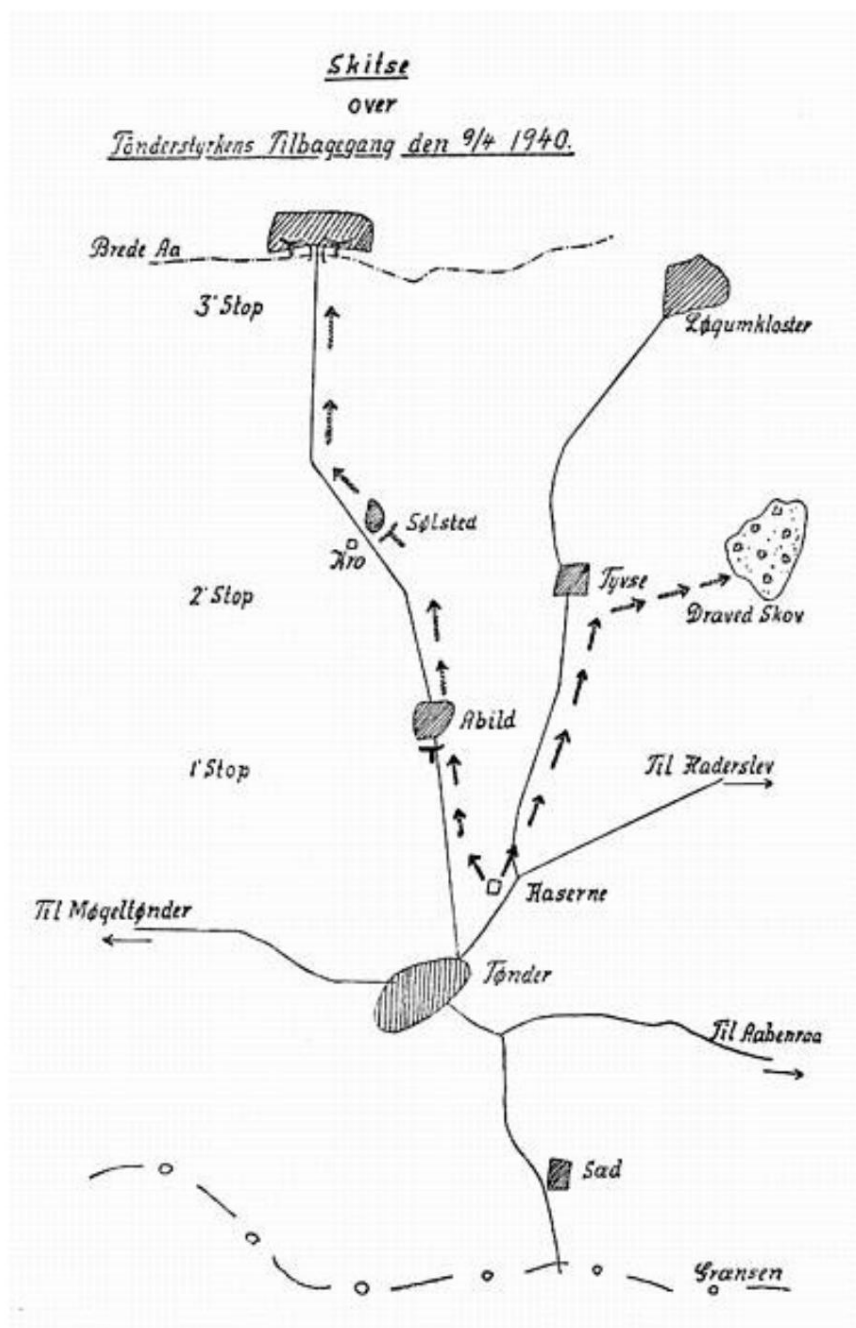 Skitse
over
Tønderstyrkens Tilbagegang den 9/4 1940.
Brede Aa
3' Stop
Løgumkloster
Sølsted
Kro
Tyvse
2' Stop
Draved Skov
Abild
1' Stop
Til Haderslev
Kaserne
Til Møgeltønder
Tønder
Til Aabenraa
Sæd
Grænsen